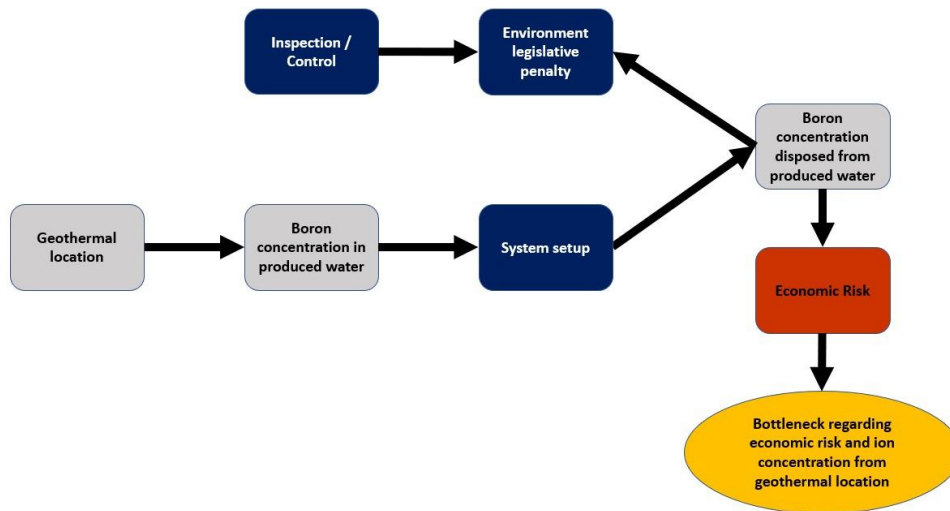 Inspection /
Control
Environment
legislative
penalty
Boron
concentration
disposed from
produced water
Geothermal
location
Boron
concentration in
produced water
System setup
Economic Risk
Bottleneck regarding
economic risk and ion
concentration from
geothermal location